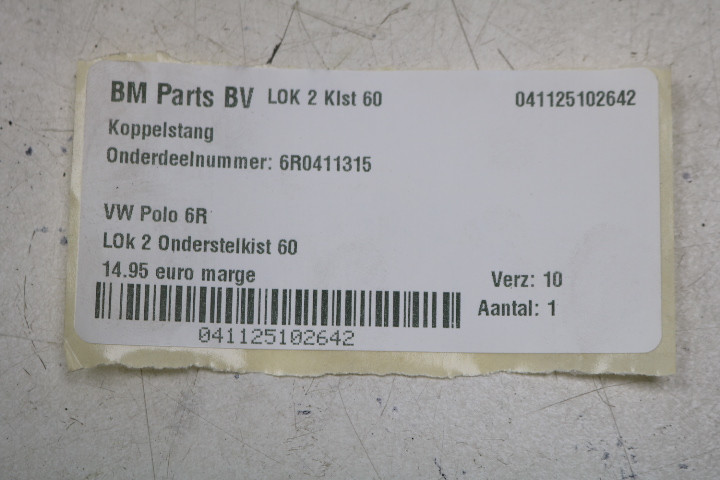 BM Parts BV LOK 2 KIst 60 041125102642
Koppelstang
Onderdeelnummer: 6R0411315
VW Polo 6R
LOk 2 Onderstelkist 60
14.95 euro marge
Verz: 10
Aantal: 1
041125102642